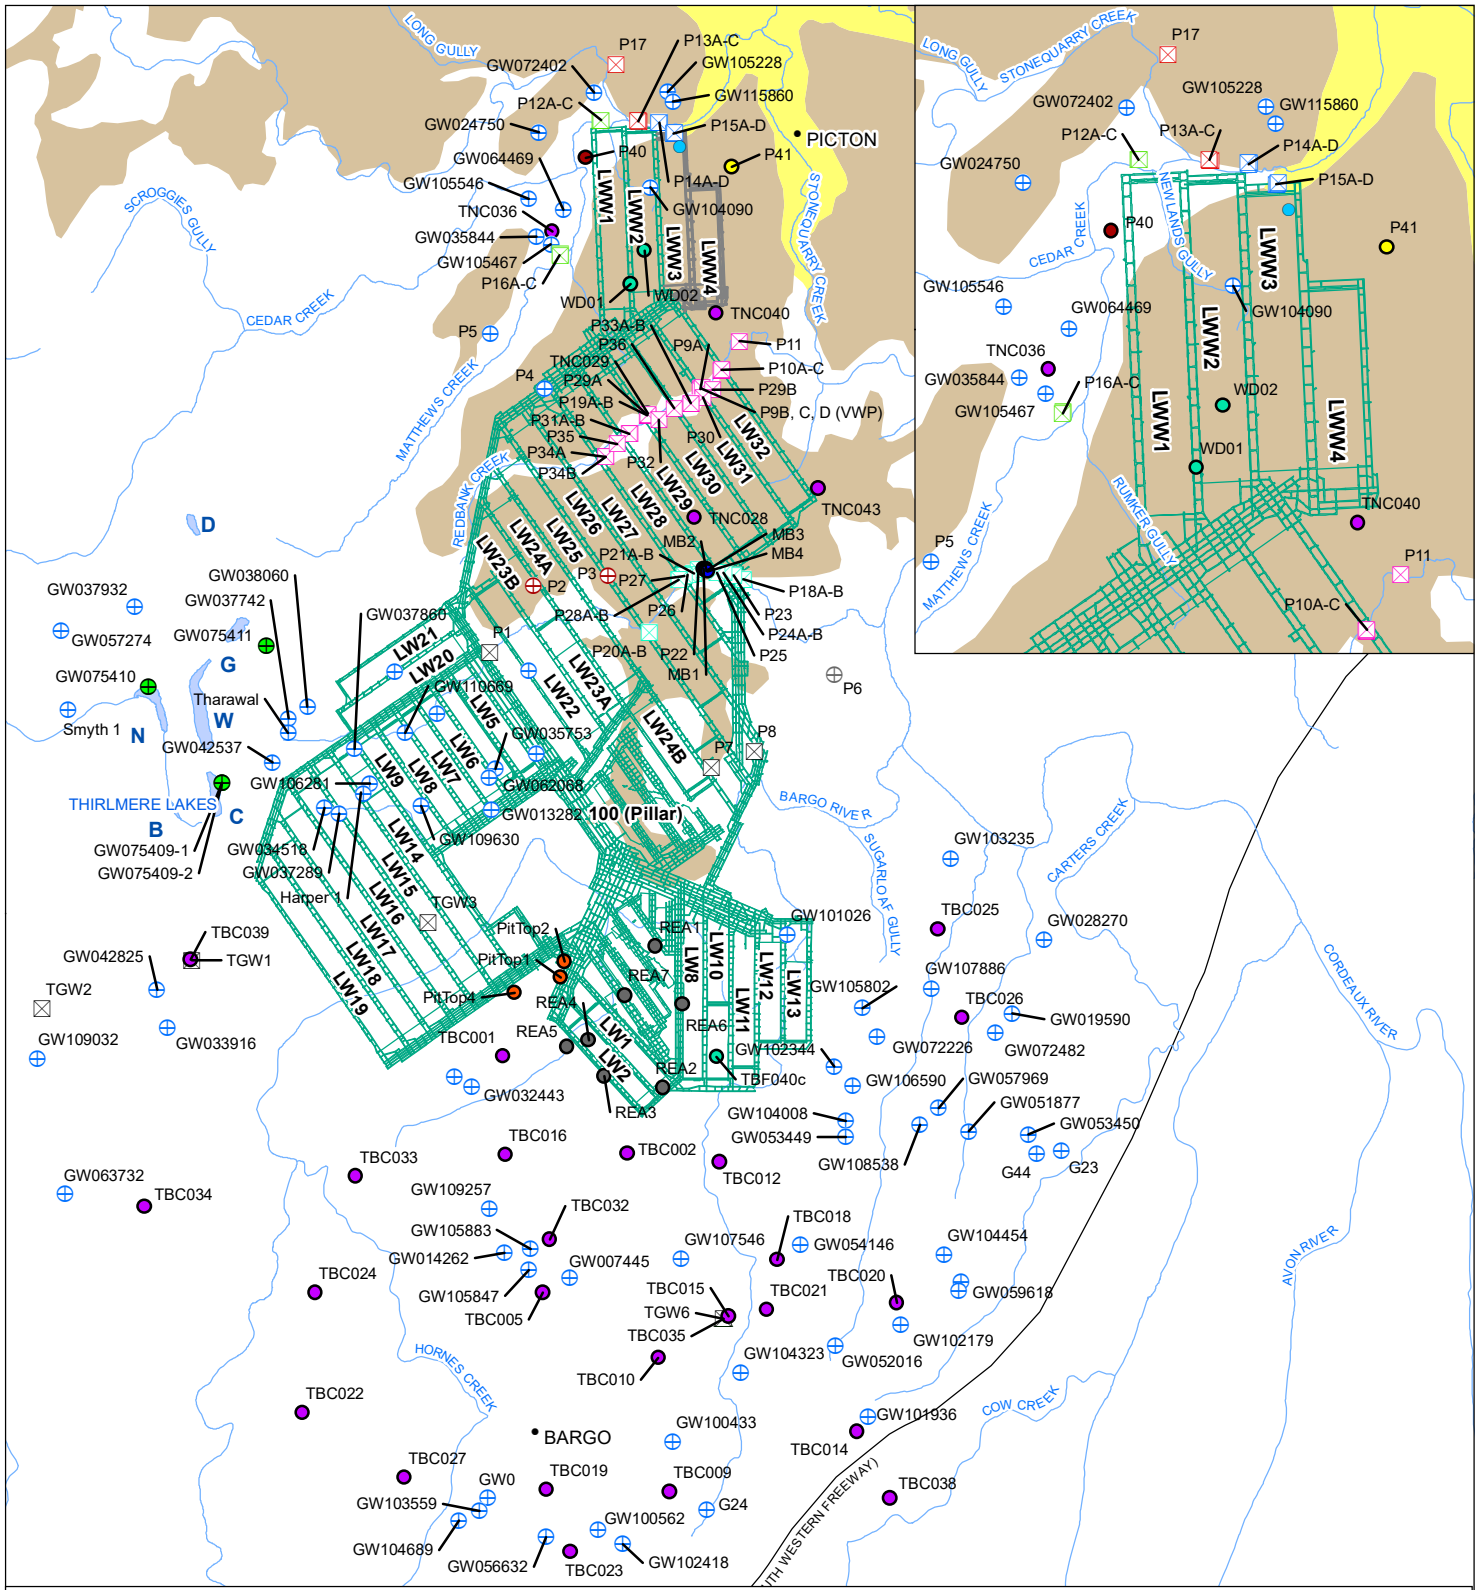 LONG GULLY
P17
P13A-C
GW105228
GW072402
GW115860
P12A-C
GW024750
P15A-D
PICTON
GW064469
P40
P41
GW105546
P14A-D
GW104090
TNC036
SCROGGIES GULLY
STONEQUARRY CREEK
GW035844
GW105467
LWW1
LWW2
LWW3
LWW4
P16A-C
WD01
WD02
CEDAR CREEK
TNC040
P33A-B
P5
P36
P9A
P11
TNC029
P10A-C
P4
P29A
P29B
MATTHEWS CREEK
P19A-B
P9B, C, D (VWP)
P31A-B
P35
P30
P34A
P32
P34B
LW32
LW31
LW30
LW29
LW28
LW27
LW26
LW25
LW24A
LW23B
REDBANK CREEK
TNC043
TNC028
D
MB2
MB3
MB4
P21A-B
P3
P27
P2
P18A-B
P28A-B
P26
P23
P24A-B
P20A-B
P22
P25
MB1
P6
GW037932
GW038060
GW037742
GW037860
GW057274
GW075411
P1
LW21
LW20
G
GW075410
Tharawal
GW110669
LW23A
LW22
LW5
Smyth 1
N
W
GW042537
GW035753
LW24B
P8
P7
LW6
LW7
LW8
LW9
GW106281
GW062068
THIRLMERE LAKES
C
B
GW013282
100 (Pillar)
BARGO RIVER
GW075409-1
GW034518
GW109630
GW075409-2
GW037289
LW14
LW15
LW16
LW17
LW18
LW19
Harper 1
SUGARLOAF GULLY
GW103235
CARTERS CREEK
TGW3
TBC039
TGW1
PitTop2
REA1
GW101026
TBC025
GW028270
GW042825
PitTop1
LW8
LW10
LW11
LW12
LW13
TGW2
PitTop4
REA7
GW105802
GW107886
TBC026
CORDEAUX RIVER
REA4
GW019590
GW033916
REA5
LW1
LW2
REA6
GW072226
GW072482
GW109032
TBC001
GW102344
GW032443
REA2
TBF040c
GW106590
GW057969
REA3
GW051877
GW104008
GW053450
GW053449
TBC016
TBC002
TBC012
GW108538
G44
G23
TBC033
GW063732
TBC034
GW109257
TBC032
TBC018
GW105883
GW054146
GW104454
GW014262
GW107546
GW007445
AVON RIVER
TBC024
GW105847
TBC015
TBC021
TBC020
GW059618
TBC005
TGW6
TBC035
GW102179
GW052016
HORNES CREEK
GW104323
TBC010
TBC022
COW CREEK
GW101936
BARGO
GW100433
TBC014
TBC027
GW0
TBC019
TBC009
TBC038
GW103559
G24
GW104689
GW100562
GW056632
TBC023
GW102418
UTH WESTERN FREEWAY)
LONG GULLY
STONEQUARRY CREEK
P17
GW105228
GW072402
GW115860
P12A-C
P13A-C
P14A-D
GW024750
P15A-D
NEWLANDS GULLY
CEDAR CREEK
P40
P41
LWW3
GW105546
GW064469
GW104090
LWW2
TNC036
GW035844
P16A-C
WD02
GW105467
LWW1
LWW4
WD01
RUMKER GULLY
MATTHEWS CREEK
TNC040
P5
P11
P10A-C